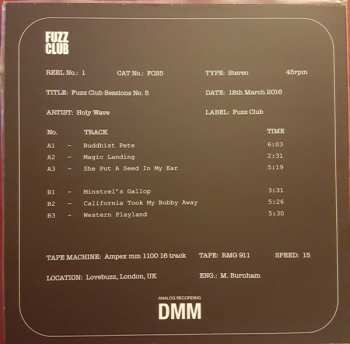 FUZZ
CLUB
REEL No.: 1 CAT No.: FCS5 TYPE: Stereo 45rpm
TITLE: Fuzz Club Sessions No. 5 DATE: 18th March 2016
ARTIST: Holy Wave LABEL: Fuzz Club
No. TRACK TIME
A1 - Buddhist Pete 6:03
A2 - Magic Landing 2:31
A3 - She Put A Seed In My Ear 5:19
B1 - Minstrel's Gallop 3:31
B2 - California Took My Bobby Away 5:26
B3 - Western Playland 5:30
TAPE MACHINE: Ampex mm 1100 16 track TAPE: RMG 911 SPEED: 15
LOCATION: Lovebuzz, London, UK ENG.: M. Burnham
ANALOG RECORDING
DMM